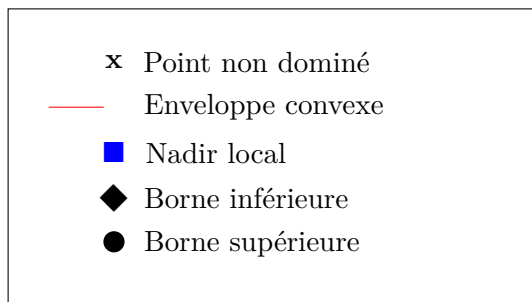 x Point non dominé
Enveloppe convexe
Nadir local
Borne inférieure
Borne supérieure